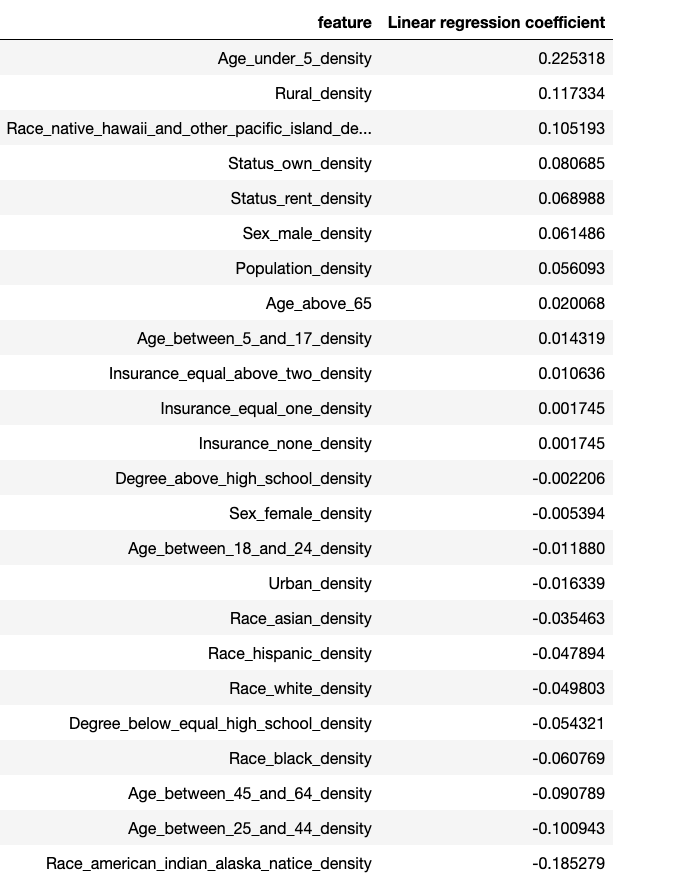 feature Linear regression coefficient
Age_under_5_density 0.225318
Rural_density 0.117334
Race_native_hawaii_and_other_pacific_island_de... 0.105193
Status_own_density 0.080685
Status_rent_density 0.068988
Sex_male_density 0.061486
Population_density 0.056093
Age_above_65 0.020068
Age_between_5_and_17_density 0.014319
Insurance_equal_above_two_density 0.010636
Insurance_equal_one_density 0.001745
Insurance_none_density 0.001745
Degree_above_high_school_density -0.002206
Sex_female_density -0.005394
Age_between_18_and_24_density -0.011880
Urban_density -0.016339
Race_asian_density -0.035463
Race_hispanic_density -0.047894
Race_white_density -0.049803
Degree_below_equal_high_school_density -0.054321
Race_black_density -0.060769
Age_between_45_and_64_density -0.090789
Age_between_25_and_44_density -0.100943
Race_american_indian_alaska_natice_density -0.185279